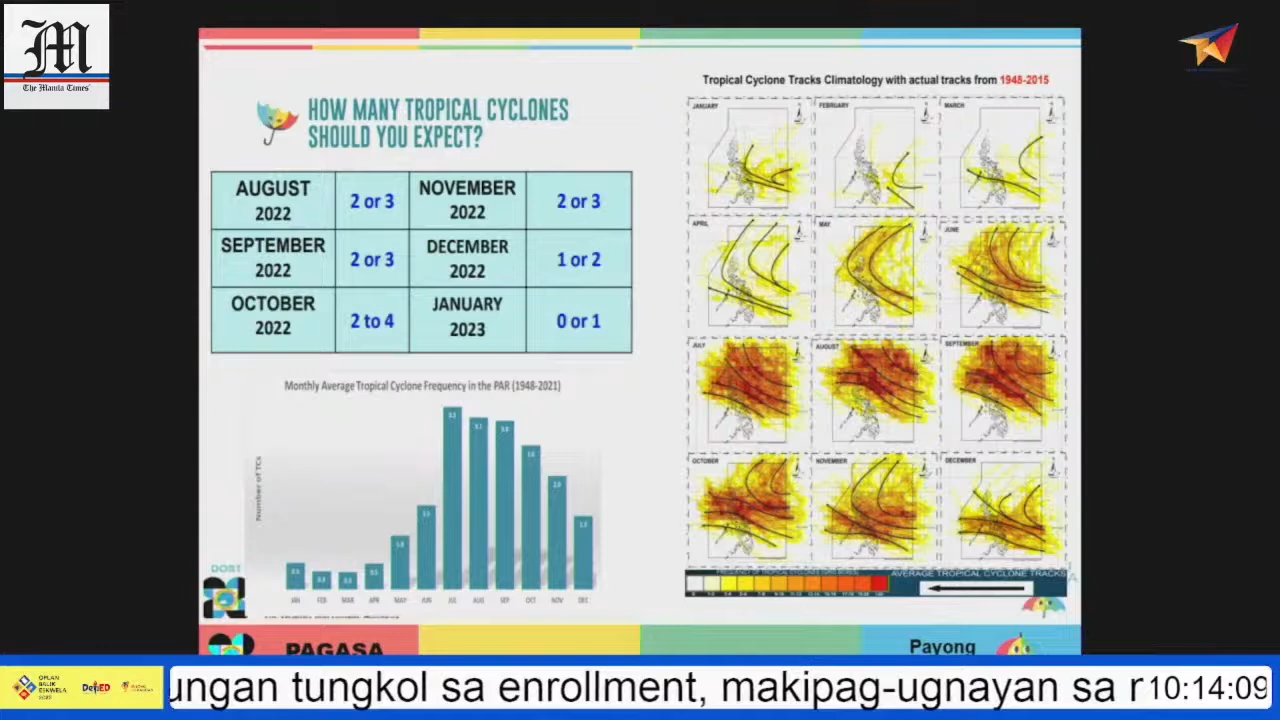 The Manila Times
HOW MANY TROPICAL CYCLONES
SHOULD YOU EXPECT?
AUGUST
2022
2 or 3
NOVEMBER
2022
2 or 3
SEPTEMBER
2022
2 or 3
DECEMBER
2022
1 or 2
OCTOBER
2022
2 to 4
JANUARY
2023
0 or 1
Monthly Average Tropical Cyclone Frequency in the PAR (1948-2021)
Number of TCs
JAN FEB MAR APR MAY JUN JUL AUG SEP OCT NOV DEC
Tropical Cyclone Tracks Climatology with actual tracks from 1948-2015
JANUARY FEBRUARY MARCH
APRIL MAY JUNE
JULY AUGUST SEPTEMBER
OCTOBER NOVEMBER DECEMBER
AVERAGE TROPICAL CYCLONE TRACKS
DOST
PAGASA
Payong
OPLAN
BALIK
ESKWELA
DepED
ungan tungkol sa enrollment, makipag-ugnayan sa r
10:14:09